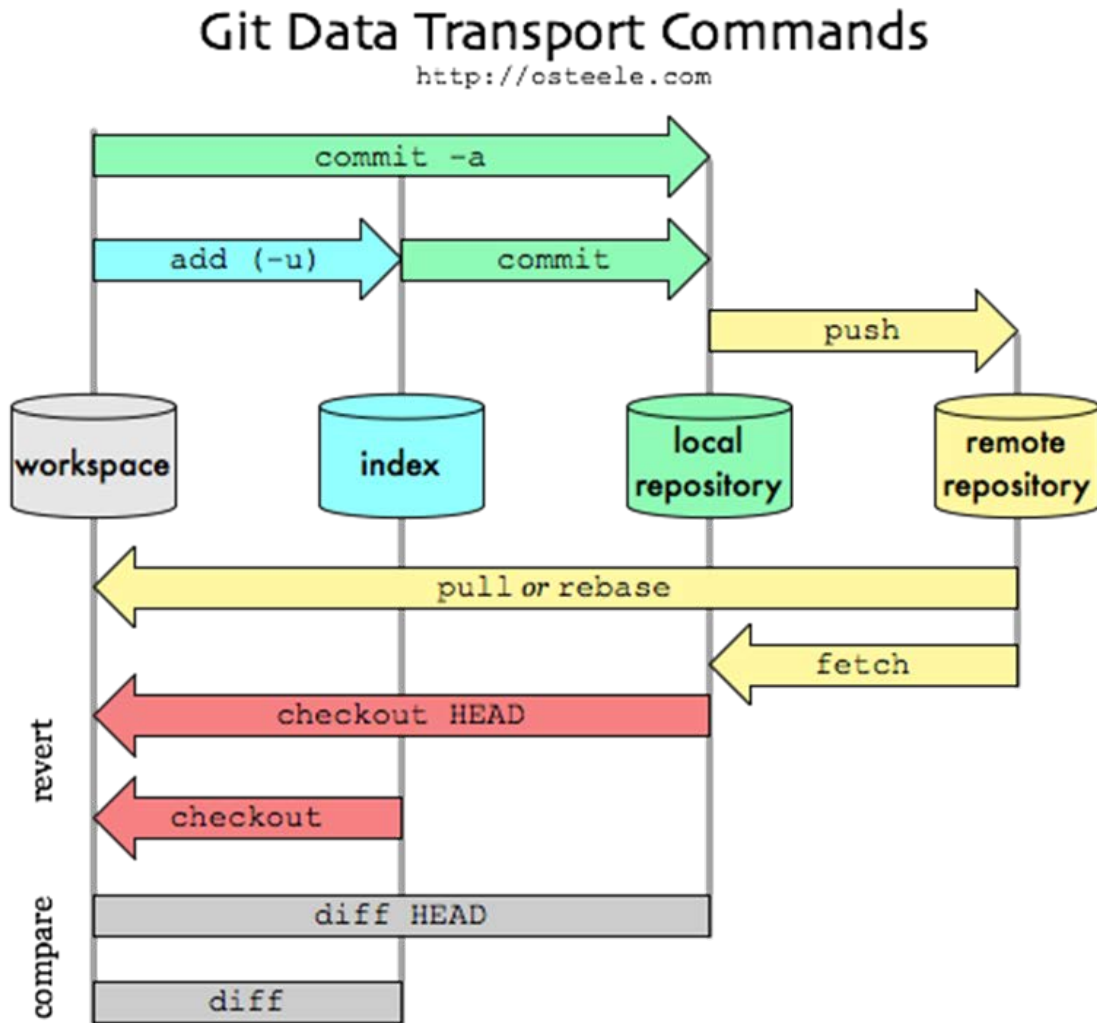 Git Data Transport Commands
http://osteele.com
commit -a
add (-u)
commit
push
workspace
index
local
repository
remote
repository
pull or rebase
fetch
revert
checkout HEAD
checkout
compare
diff HEAD
diff